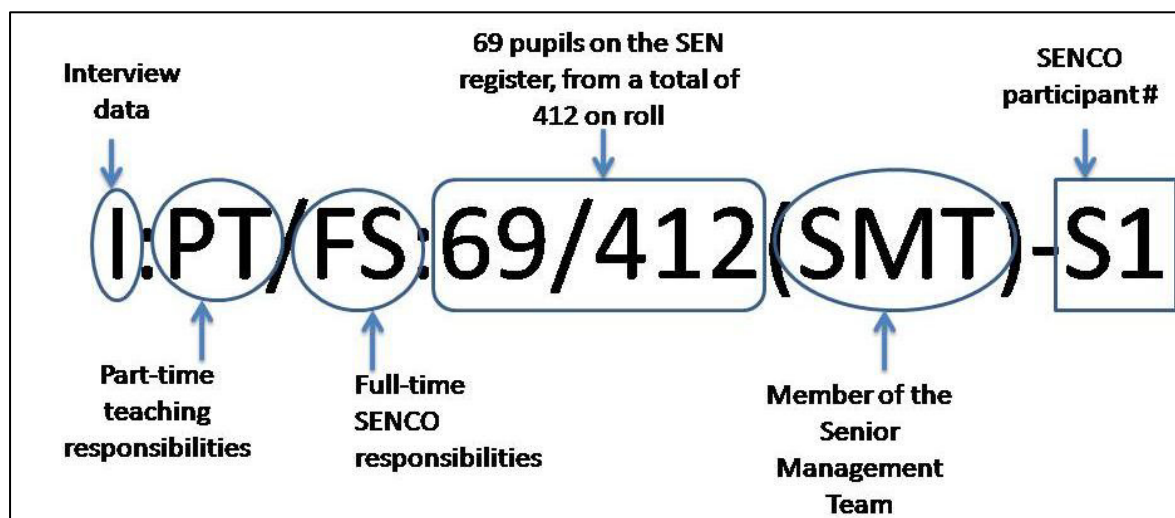 Interview
data
69 pupils on the SEN
register, from a total of
412 on roll
SENCO
participant #
I:PT/FS:69/412(SMT)-S1
Part-time
teaching
responsibilities
Full-time
SENCO
responsibilities
Member of the
Senior
Management
Team